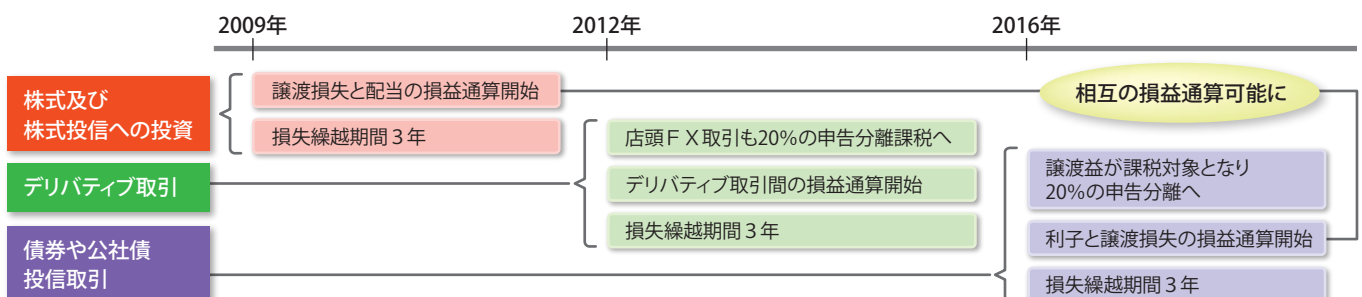 2009年
2012年
2016年
株式及び
株式投信への投資
譲渡損失と配当の損益通算開始
損失繰越期間3年
相互の損益通算可能に
デリバティブ取引
店頭FX取引も20%の申告分離課税へ
デリバティブ取引間の損益通算開始
損失繰越期間3年
債券や公社債
投信取引
譲渡益が課税対象となり
20%の申告分離へ
利子と譲渡損失の損益通算開始
損失繰越期間3年